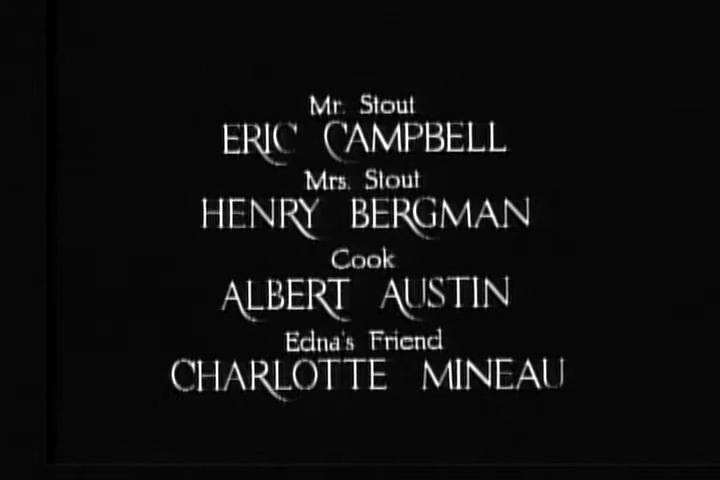 Mr. Stout
ERIC CAMPBELL
Mrs. Stout
HENRY BERGMAN
Cook
ALBERT AUSTIN
Edna's Friend
CHARLOTTE MINEAU